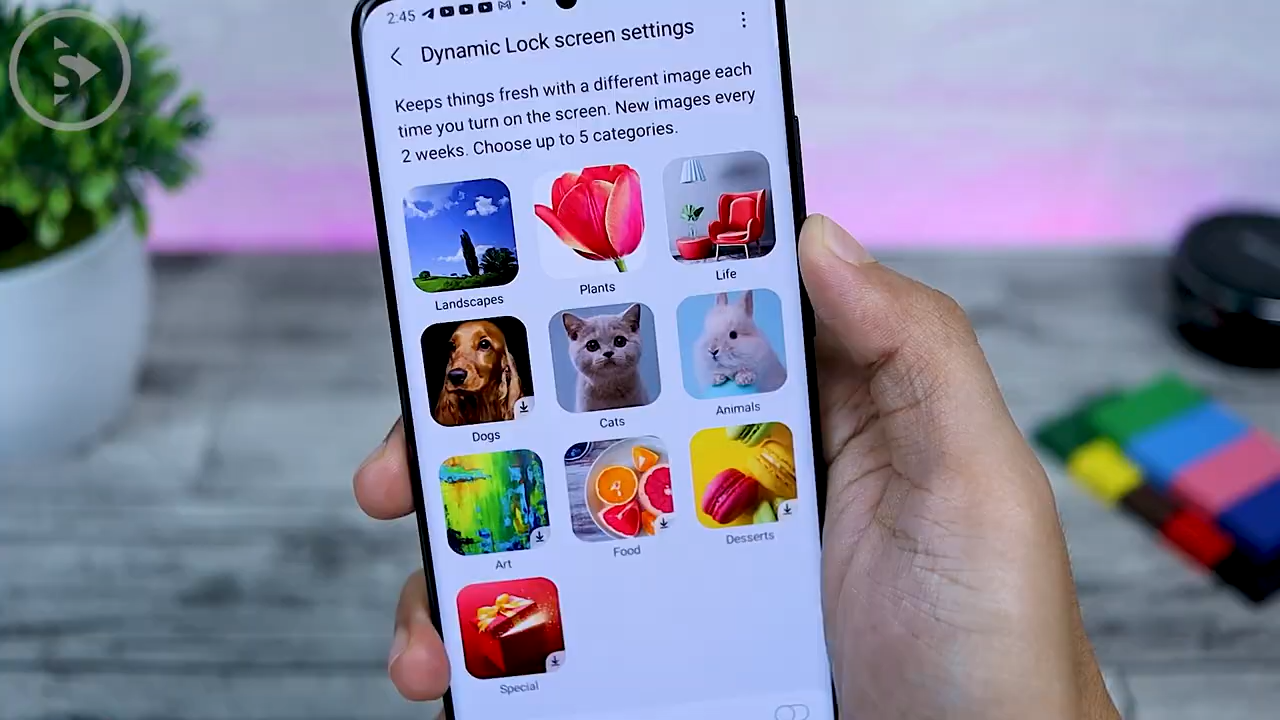 2:45
Dynamic Lock screen settings
Keeps things fresh with a different image each
time you turn on the screen. New images every
2 weeks. Choose up to 5 categories.
Landscapes
Plants
Life
Dogs
Cats
Animals
Art
Food
Desserts
Special